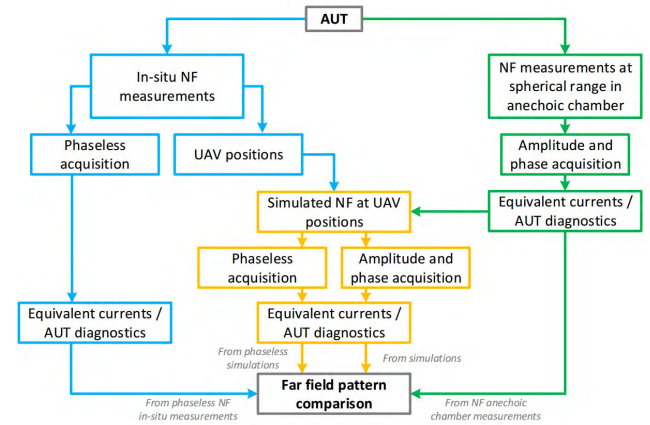 AUT
In-situ NF
measurements
NF measurements at
spherical range in
anechoic chamber
Phaseless
acquisition
UAV positions
Amplitude and
phase acquisition
Simulated NF at UAV
positions
Equivalent currents /
AUT diagnostics
Phaseless
acquisition
Amplitude and
phase acquisition
Equivalent currents /
AUT diagnostics
Equivalent currents /
AUT diagnostics
From phaseless
simulations
From simulations
Far field pattern
comparison
From phaseless NF
in-situ measurements
From NF anechoic
chamber measurements